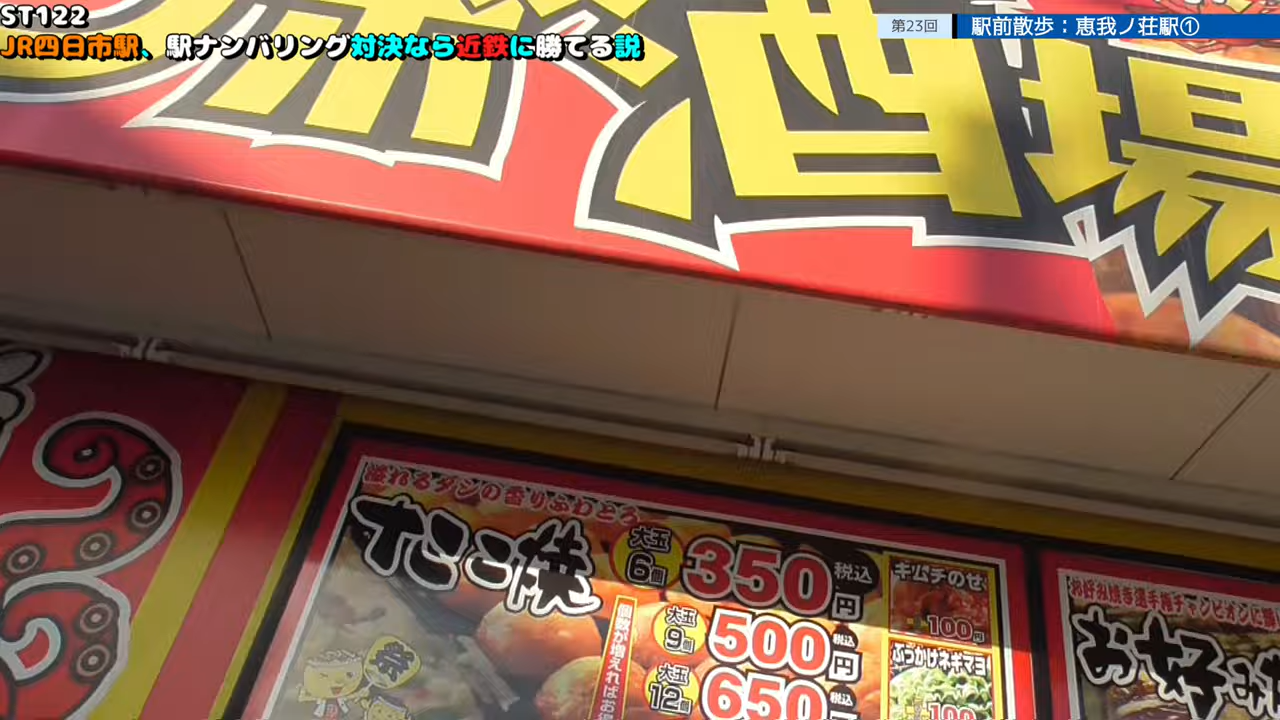 ST122
JR四日市駅、駅ナンバリング対決なら近鉄に勝てる説
第23回
駅前散歩：恵我ノ荘駅①
酒場
溢れるダシの香りふわとろ
たこ焼
大玉
6個
350
税込
円
大玉
9個
500
税込
円
大玉
12個
650
税込
個数が増えればお
キムチのせ
100円
ぶっかけネギマヨ
100
祭
お好み焼き選手権チャンピオンに
お好み